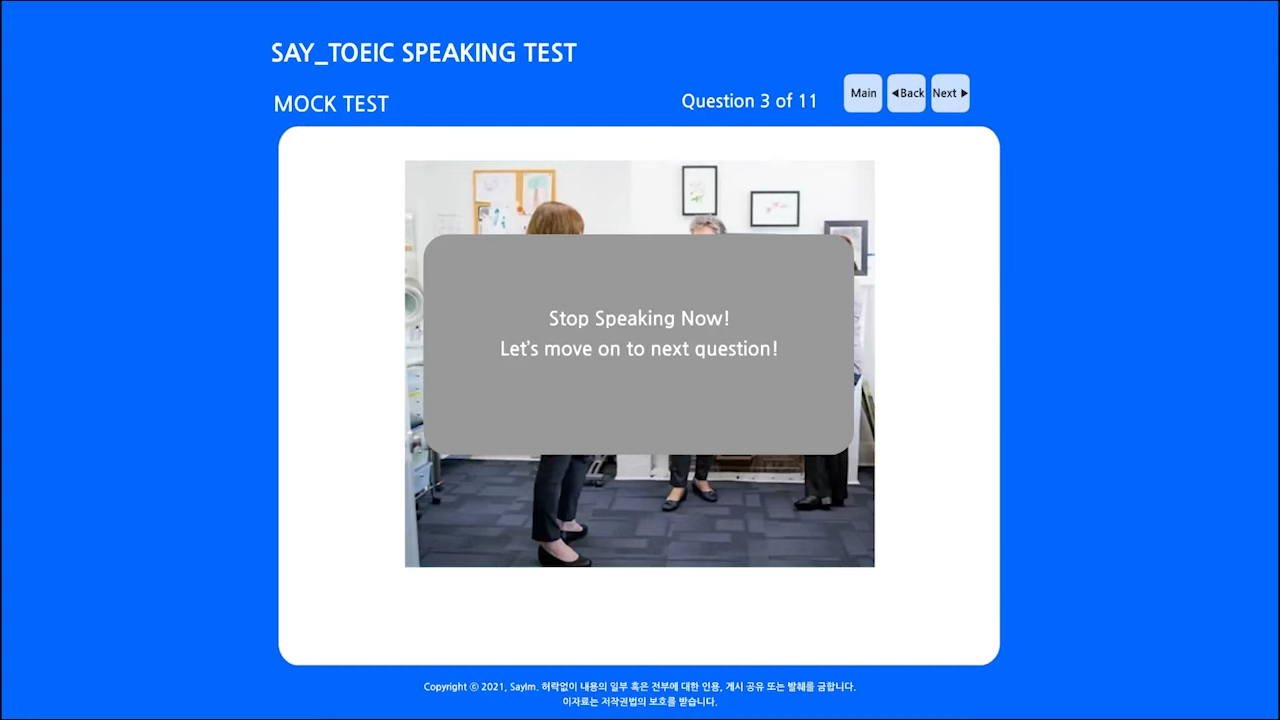 SAY_TOEIC SPEAKING TEST
MOCK TEST
Question 3 of 11
Main
◀Back
Next ▶
Stop Speaking Now!
Let's move on to next question!
Copyright ⓒ 2021, SayIm. 허락없이 내용의 일부 혹은 전부에 대한 인용, 게시 공유 또는 발췌를 금합니다.
이자료는 저작권법의 보호를 받습니다.